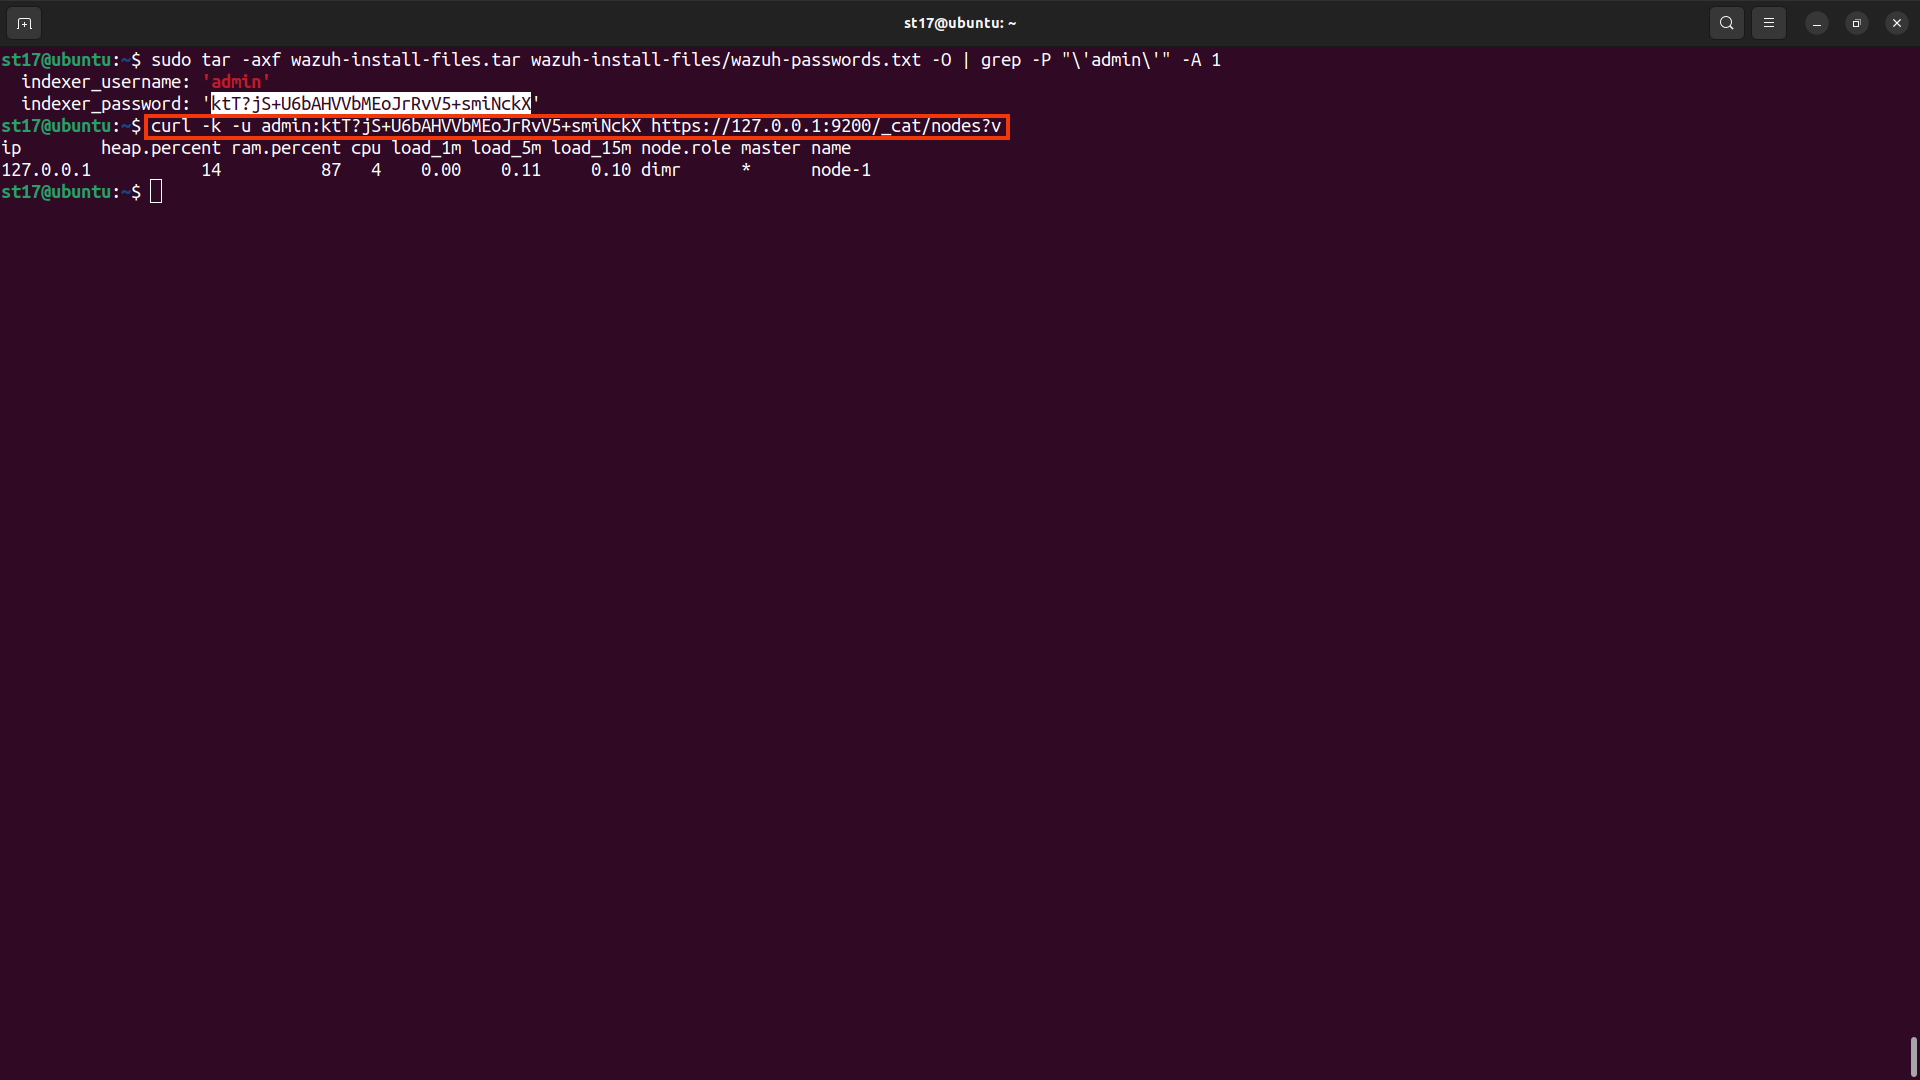 st17@ubuntu: ~
st17@ubuntu:~$ sudo tar -axf wazuh-install-files.tar wazuh-install-files/wazuh-passwords.txt -O | grep -P "\'admin\'" -A 1
  indexer_username: 'admin'
  indexer_password: 'ktT?jS+U6bAHVVbMEoJrRvV5+smiNckX'
st17@ubuntu:~$ curl -k -u admin:ktT?jS+U6bAHVVbMEoJrRvV5+smiNckX https://127.0.0.1:9200/_cat/nodes?v
ip        heap.percent ram.percent cpu load_1m load_5m load_15m node.role master name
127.0.0.1           14          87   4    0.00    0.11     0.10 dimr      *      node-1
st17@ubuntu:~$